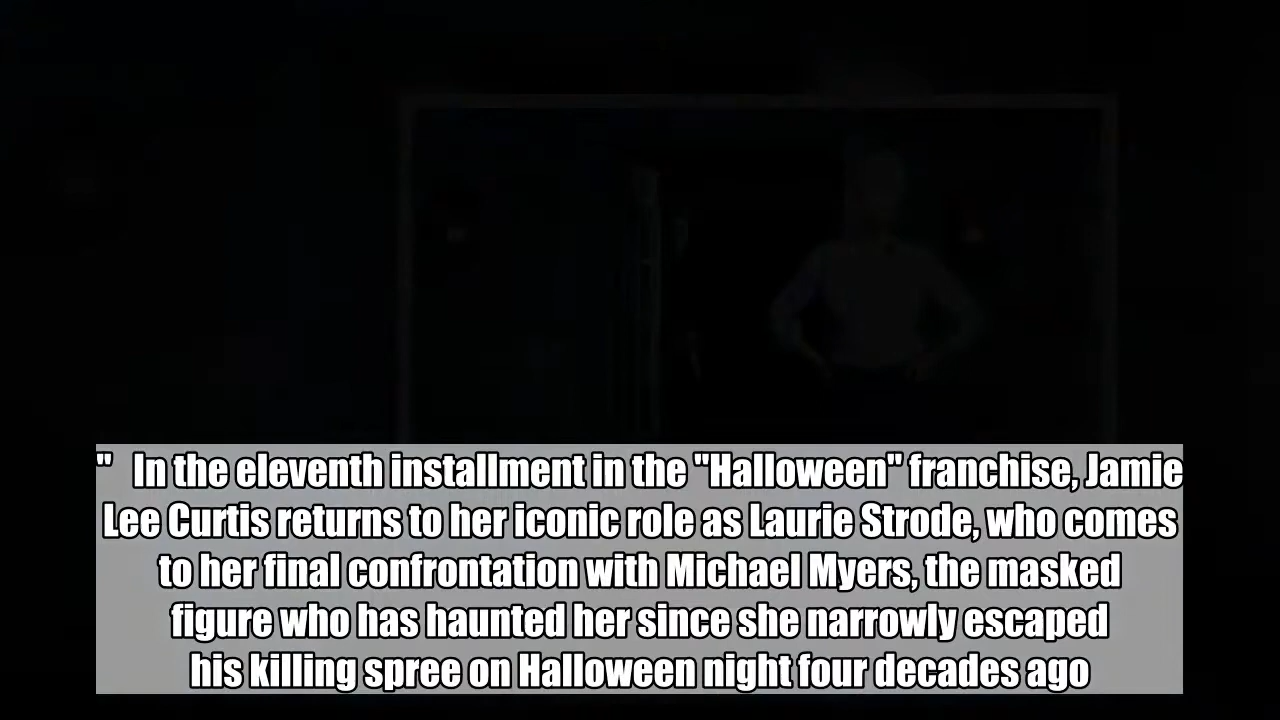 " In the eleventh installment in the "Halloween" franchise, Jamie
Lee Curtis returns to her iconic role as Laurie Strode, who comes
to her final confrontation with Michael Myers, the masked
figure who has haunted her since she narrowly escaped
his killing spree on Halloween night four decades ago